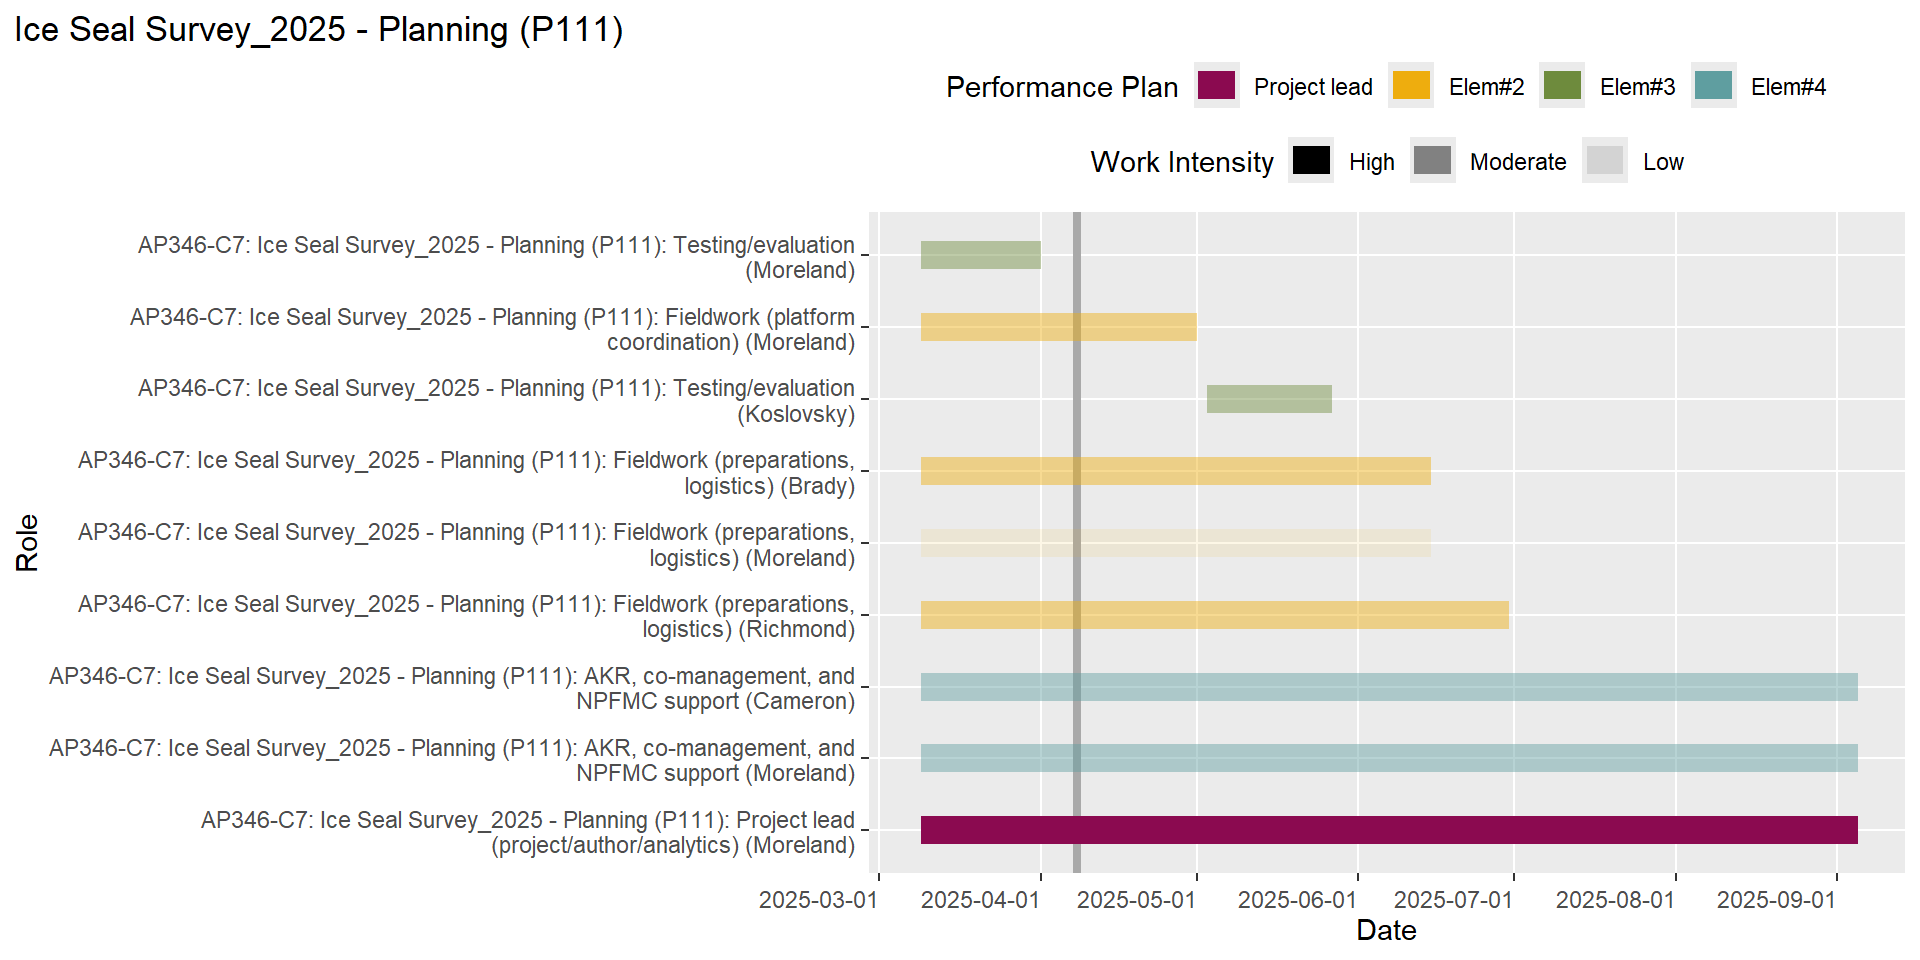 Ice Seal Survey_2025 - Planning (P111)
Performance Plan Project lead Elem#2 Elem#3 Elem#4
Work Intensity High Moderate Low
AP346-C7: Ice Seal Survey_2025 - Planning (P111): Testing/evaluation
(Moreland)
AP346-C7: Ice Seal Survey_2025 - Planning (P111): Fieldwork (platform
coordination) (Moreland)
AP346-C7: Ice Seal Survey_2025 - Planning (P111): Testing/evaluation
(Koslovsky)
AP346-C7: Ice Seal Survey_2025 - Planning (P111): Fieldwork (preparations,
logistics) (Brady)
AP346-C7: Ice Seal Survey_2025 - Planning (P111): Fieldwork (preparations,
logistics) (Moreland)
AP346-C7: Ice Seal Survey_2025 - Planning (P111): Fieldwork (preparations,
logistics) (Richmond)
AP346-C7: Ice Seal Survey_2025 - Planning (P111): AKR, co-management, and
NPFMC support (Cameron)
AP346-C7: Ice Seal Survey_2025 - Planning (P111): AKR, co-management, and
NPFMC support (Moreland)
AP346-C7: Ice Seal Survey_2025 - Planning (P111): Project lead
(project/author/analytics) (Moreland)
Role
2025-03-01 2025-04-01 2025-05-01 2025-06-01 2025-07-01 2025-08-01 2025-09-01
Date